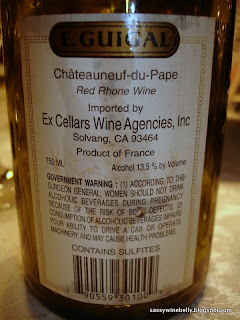 E. GUIGAL
Châteauneuf-du-Pape
Red Rhone Wine
Imported by
Ex Cellars Wine Agencies, Inc
Solvang, CA 93464
Product of France
750 ML Alcohol 13,5 % by Volume
GOVERNMENT WARNING : (1) ACCORDING TO THE
SURGEON GENERAL, WOMEN SHOULD NOT DRINK
ALCOHOLIC BEVERAGES DURING PREGNANCY
BECAUSE OF THE RISK OF BIRTH DEFECTS. (2)
CONSUMPTION OF ALCOHOLIC BEVERAGES IMPAIRS
YOUR ABILITY TO DRIVE A CAR OR OPERATE
MACHINERY, AND MAY CAUSE HEALTH PROBLEMS.
CONTAINS SULFITES
sassywinebelly.blogspot.com